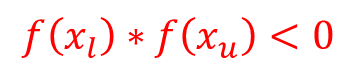 f(x_l) * f(x_u) < 0